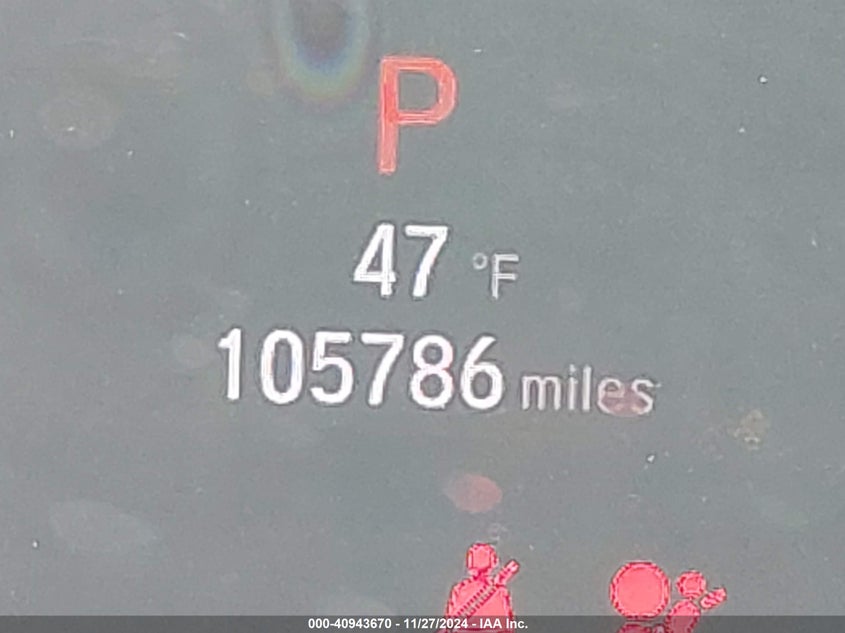 P
47 °F
105786 miles
000-40943670 - 11/27/2024 - IAA Inc.